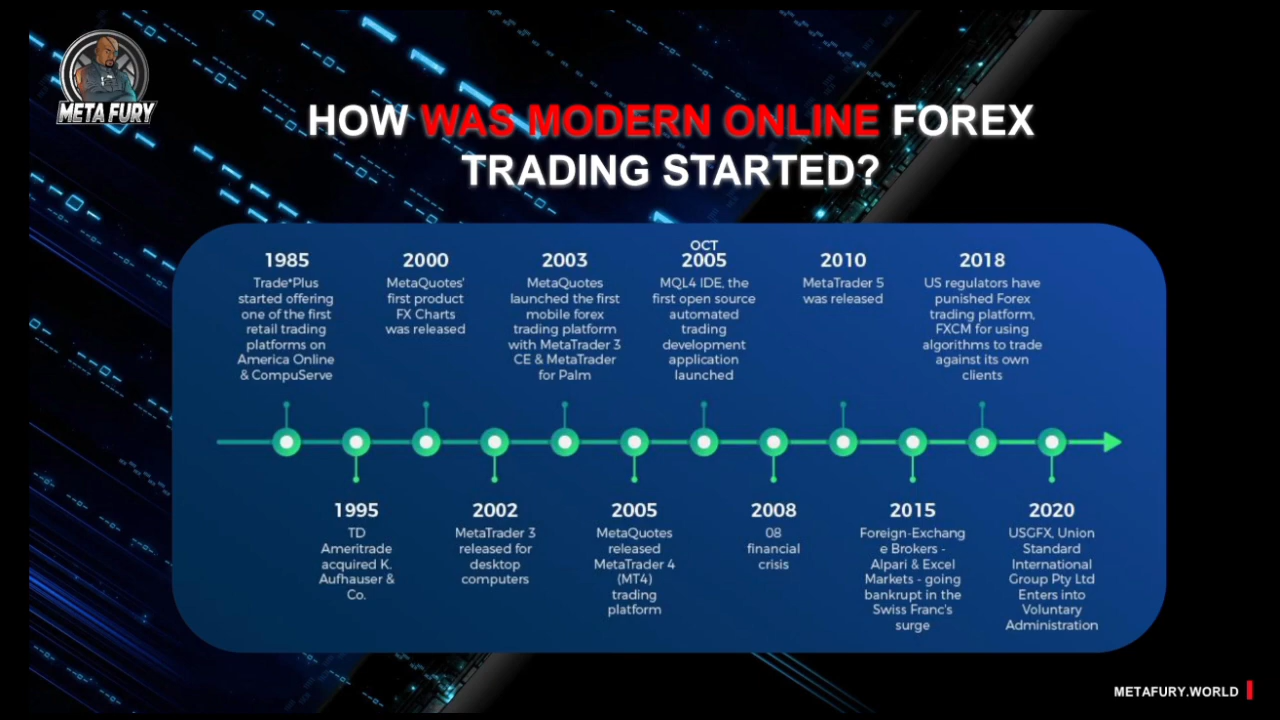 META FURY
HOW WAS MODERN ONLINE FOREX
TRADING STARTED?
1985
Trade*Plus
started offering
one of the first
retail trading
platforms on
America Online
& CompuServe
2000
MetaQuotes'
first product
FX Charts
was released
2003
MetaQuotes
launched the first
mobile forex
trading platform
with MetaTrader 3
CE & MetaTrader
for Palm
OCT
2005
MQL4 IDE, the
first open source
automated
trading
development
application
launched
2010
MetaTrader 5
was released
2018
US regulators have
punished Forex
trading platform,
FXCM for using
algorithms to trade
against its own
clients
1995
TD
Ameritrade
acquired K.
Aufhauser &
Co.
2002
MetaTrader 3
released for
desktop
computers
2005
MetaQuotes
released
MetaTrader 4
(MT4)
trading
platform
2008
08
financial
crisis
2015
Foreign-Exchang
e Brokers -
Alpari & Excel
Markets - going
bankrupt in the
Swiss Franc's
surge
2020
USGFX, Union
Standard
International
Group Pty Ltd
Enters into
Voluntary
Administration
METAFURY.WORLD